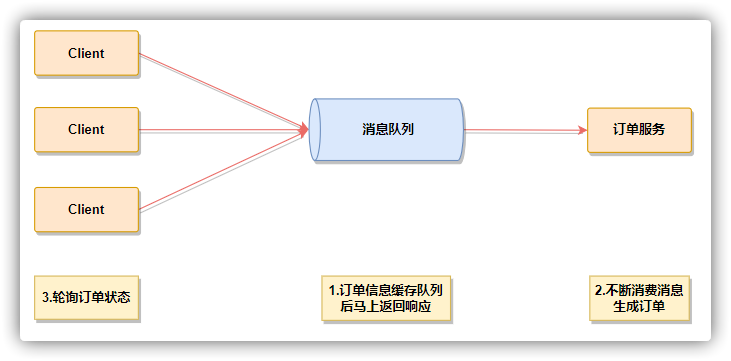 Client
Client
Client
消息队列
订单服务
3.轮询订单状态
1.订单信息缓存队列
后马上返回响应
2.不断消费消息
生成订单